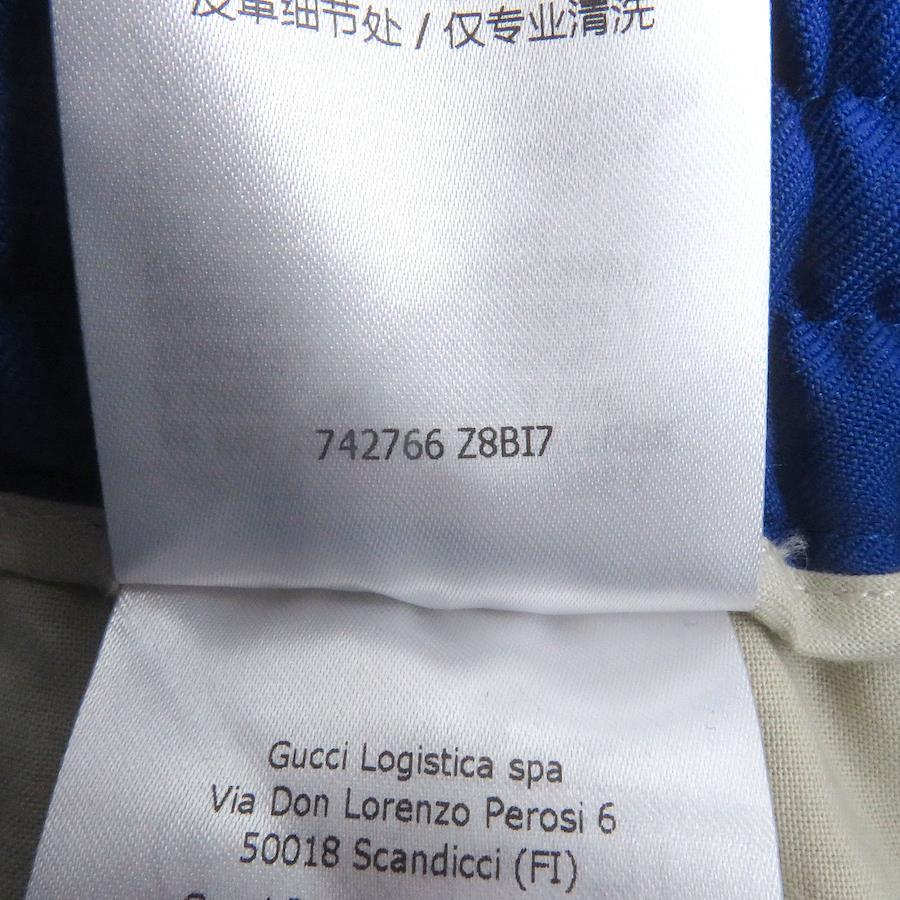 皮革细节处 / 仅专业清洗
742766 Z8BI7
Gucci Logistica spa
Via Don Lorenzo Perosi 6
50018 Scandicci (FI)